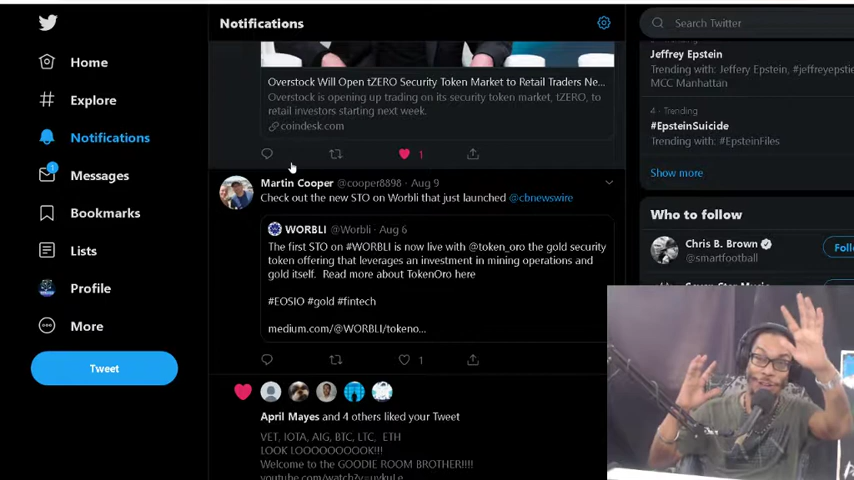 Home
Explore
Notifications
1
Messages
Bookmarks
Lists
Profile
More
Tweet
Notifications
Overstock Will Open tZERO Security Token Market to Retail Traders Ne...
Overstock is opening up trading on its security token market, tZERO, to
retail investors starting next week.
coindesk.com
1
Martin Cooper @cooper8898 · Aug 9
Check out the new STO on Worbli that just launched @cbnewswire
WORBLI @Worbli · Aug 6
The first STO on #WORBLI is now live with @token_oro the gold security
token offering that leverages an investment in mining operations and
gold itself. Read more about TokenOro here
#EOSIO #gold #fintech
medium.com/@WORBLI/tokeno...
1
April Mayes and 4 others liked your Tweet
VET, IOTA, AIG, BTC, LTC, ETH
LOOK LOOOOOOOOK!!!
Welcome to the GOODIE ROOM BROTHER!!!!
Search Twitter
Jeffrey Epstein
Trending with: Jeffery Epstein, #jeffreyepstie
MCC Manhattan
4 · Trending
#EpsteinSuicide
Trending with: #EpsteinFiles
Show more
Who to follow
Chris B. Brown
@smartfootball
Foll